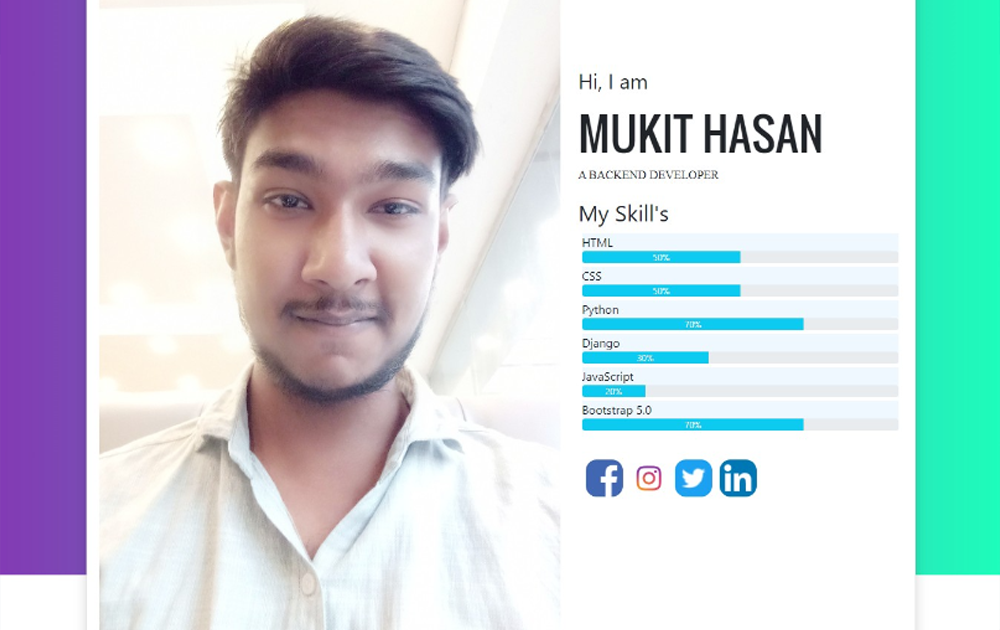 Hi, I am
MUKIT HASAN
A BACKEND DEVELOPER
My Skill's
HTML
50%
CSS
50%
Python
70%
Django
30%
JavaScript
20%
Bootstrap 5.0
70%
in